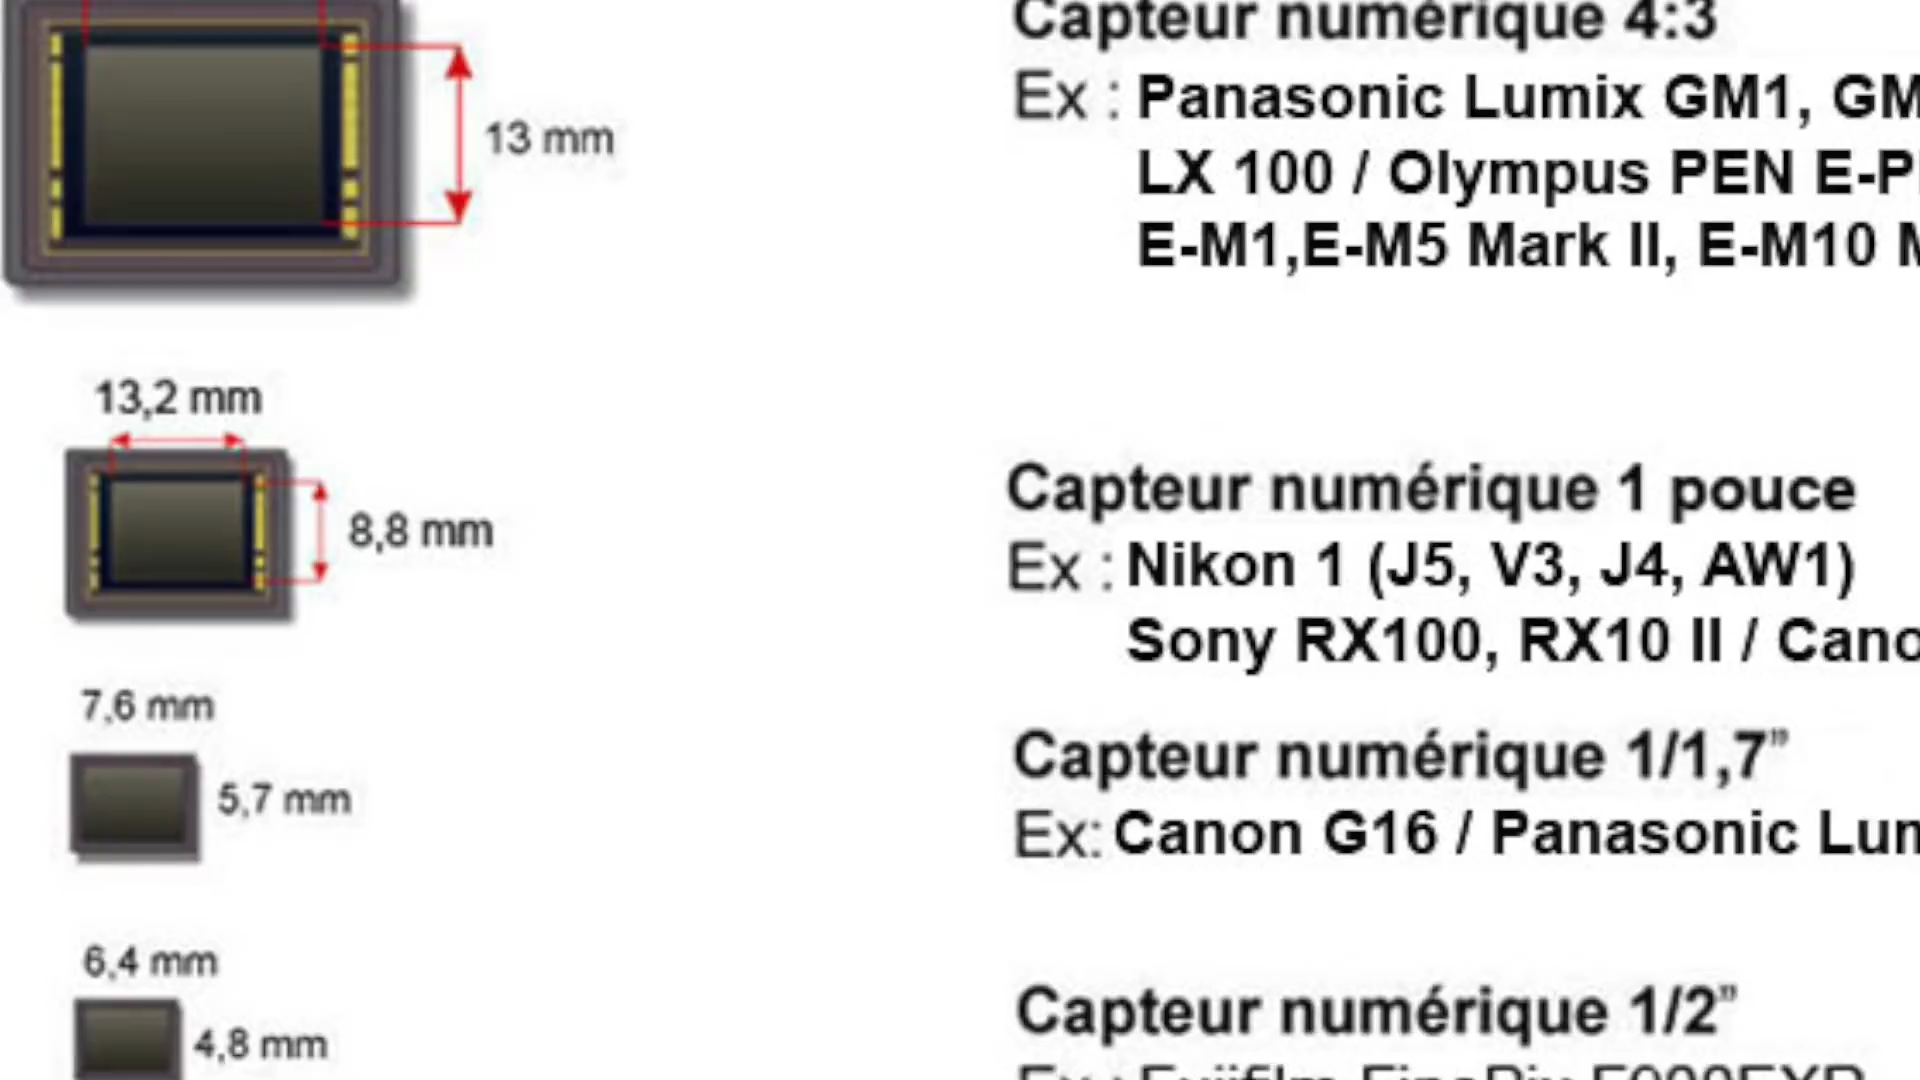 Capteur numérique 4:3
Ex : Panasonic Lumix GM1,
13 mm
LX 100 / Olympus PEN
E-M1,E-M5 Mark II, E-M10
13,2 mm
8,8 mm
Capteur numérique 1 pouce
Ex : Nikon 1 (J5, V3, J4, AW1)
Sony RX100, RX10 II /
7,6 mm
5,7 mm
Capteur numérique 1/1,7”
Ex: Canon G16 / Panasonic
6,4 mm
4,8 mm
Capteur numérique 1/2”